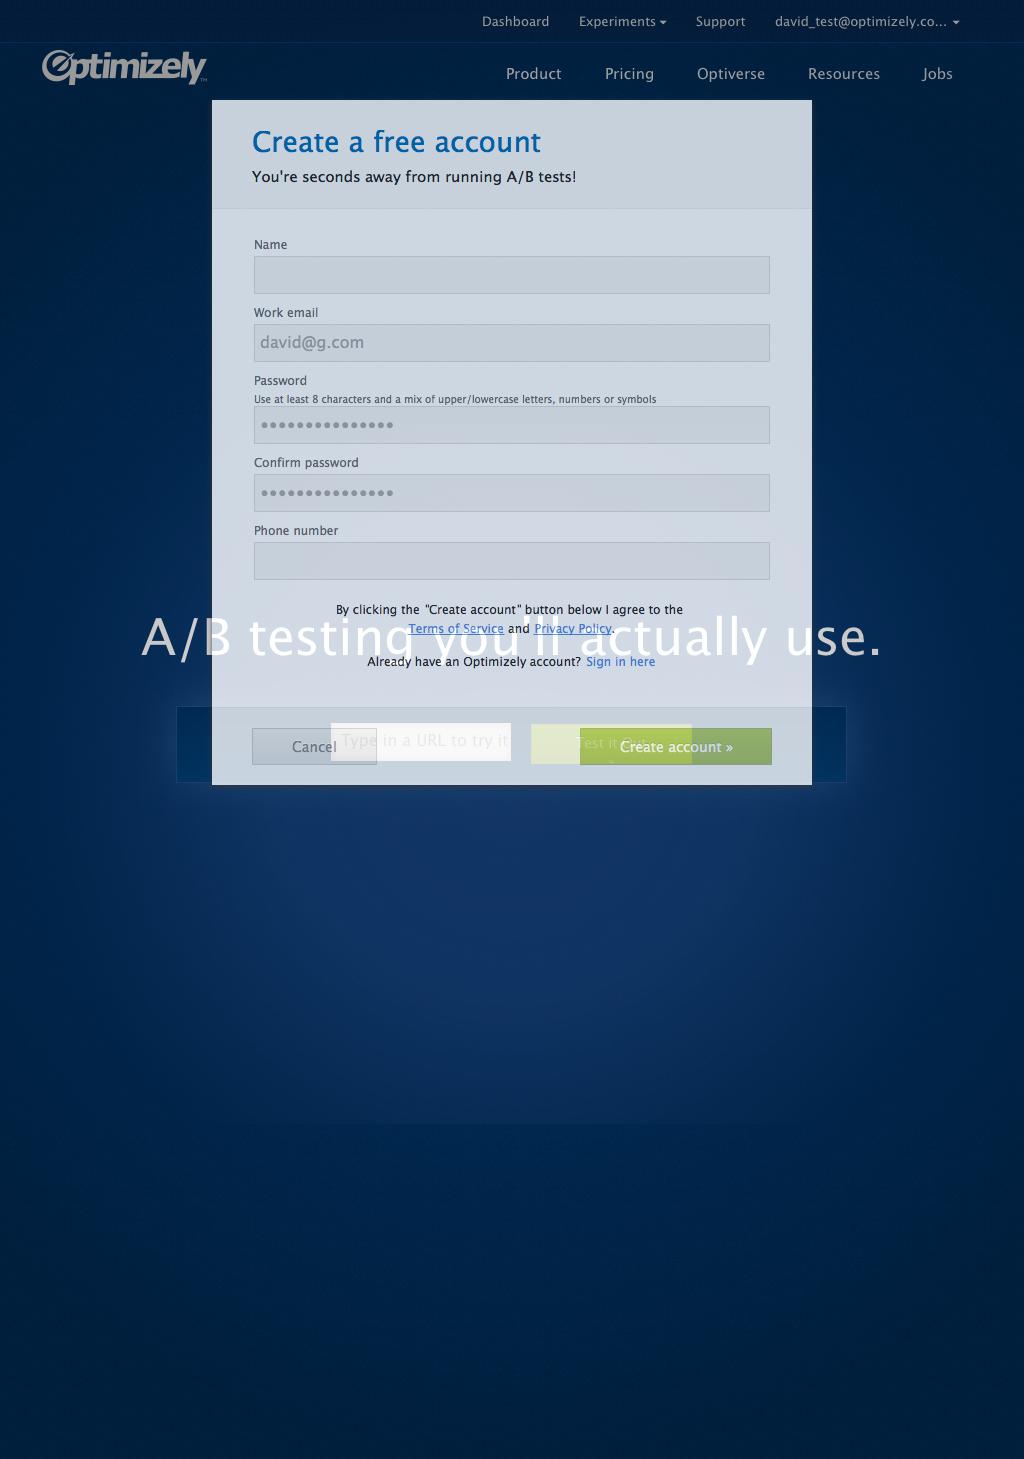 Dashboard Experiments Support david_test@optimizely.co...
Optimizely™
Product Pricing Optiverse Resources Jobs
Create a free account
You're seconds away from running A/B tests!
Name
Work email
david@g.com
Password
Use at least 8 characters and a mix of upper/lowercase letters, numbers or symbols
•••••••••••••••
Confirm password
•••••••••••••••
Phone number
By clicking the "Create account" button below I agree to the
Terms of Service and Privacy Policy.
A/B testing you'll actually use.
Already have an Optimizely account? Sign in here
Cancel
Type in a URL to try it
Test it Out
Create account »